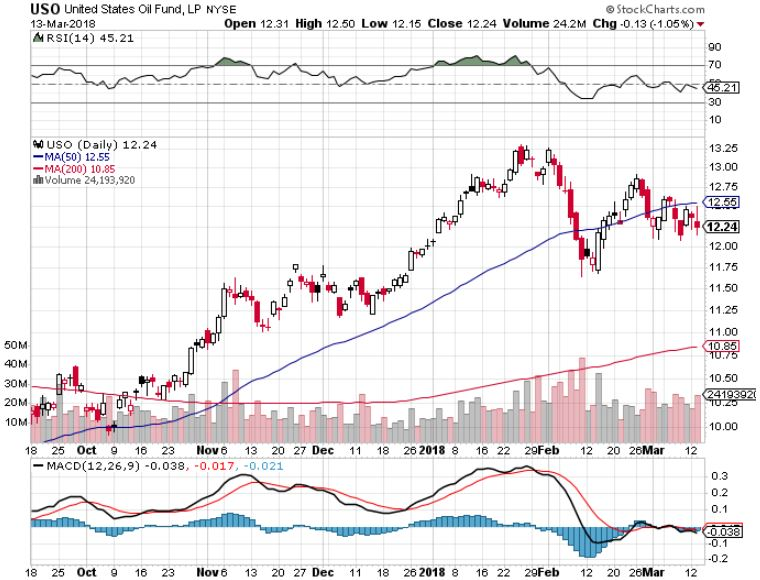 USO United States Oil Fund, LP NYSE © StockCharts.com
13-Mar-2018 Open 12.31 High 12.50 Low 12.15 Close 12.24 Volume 24.2M Chg -0.13 (-1.05%)
RSI(14) 45.21
90
70
50
45.21
30
10
USO (Daily) 12.24
MA(50) 12.55
MA(200) 10.85
Volume 24,193,920
13.25
13.00
12.75
12.55
12.24
12.00
11.75
11.50
11.25
11.00
10.85
10.75
10.50
24193920
10.25
10.00
50M
40M
30M
20M
10M
18 25 Oct 9 16 23 Nov 6 13 20 27 Dec 11 18 26 2018 8 16 22 29 Feb 12 20 26 Mar 12
MACD(12,26,9) -0.038, -0.017, -0.021
0.3
0.2
0.1
-0.038
-0.1
-0.2
18 25 Oct 9 16 23 Nov 6 13 20 27 Dec 11 18 26 2018 8 16 22 29 Feb 12 20 26 Mar 12